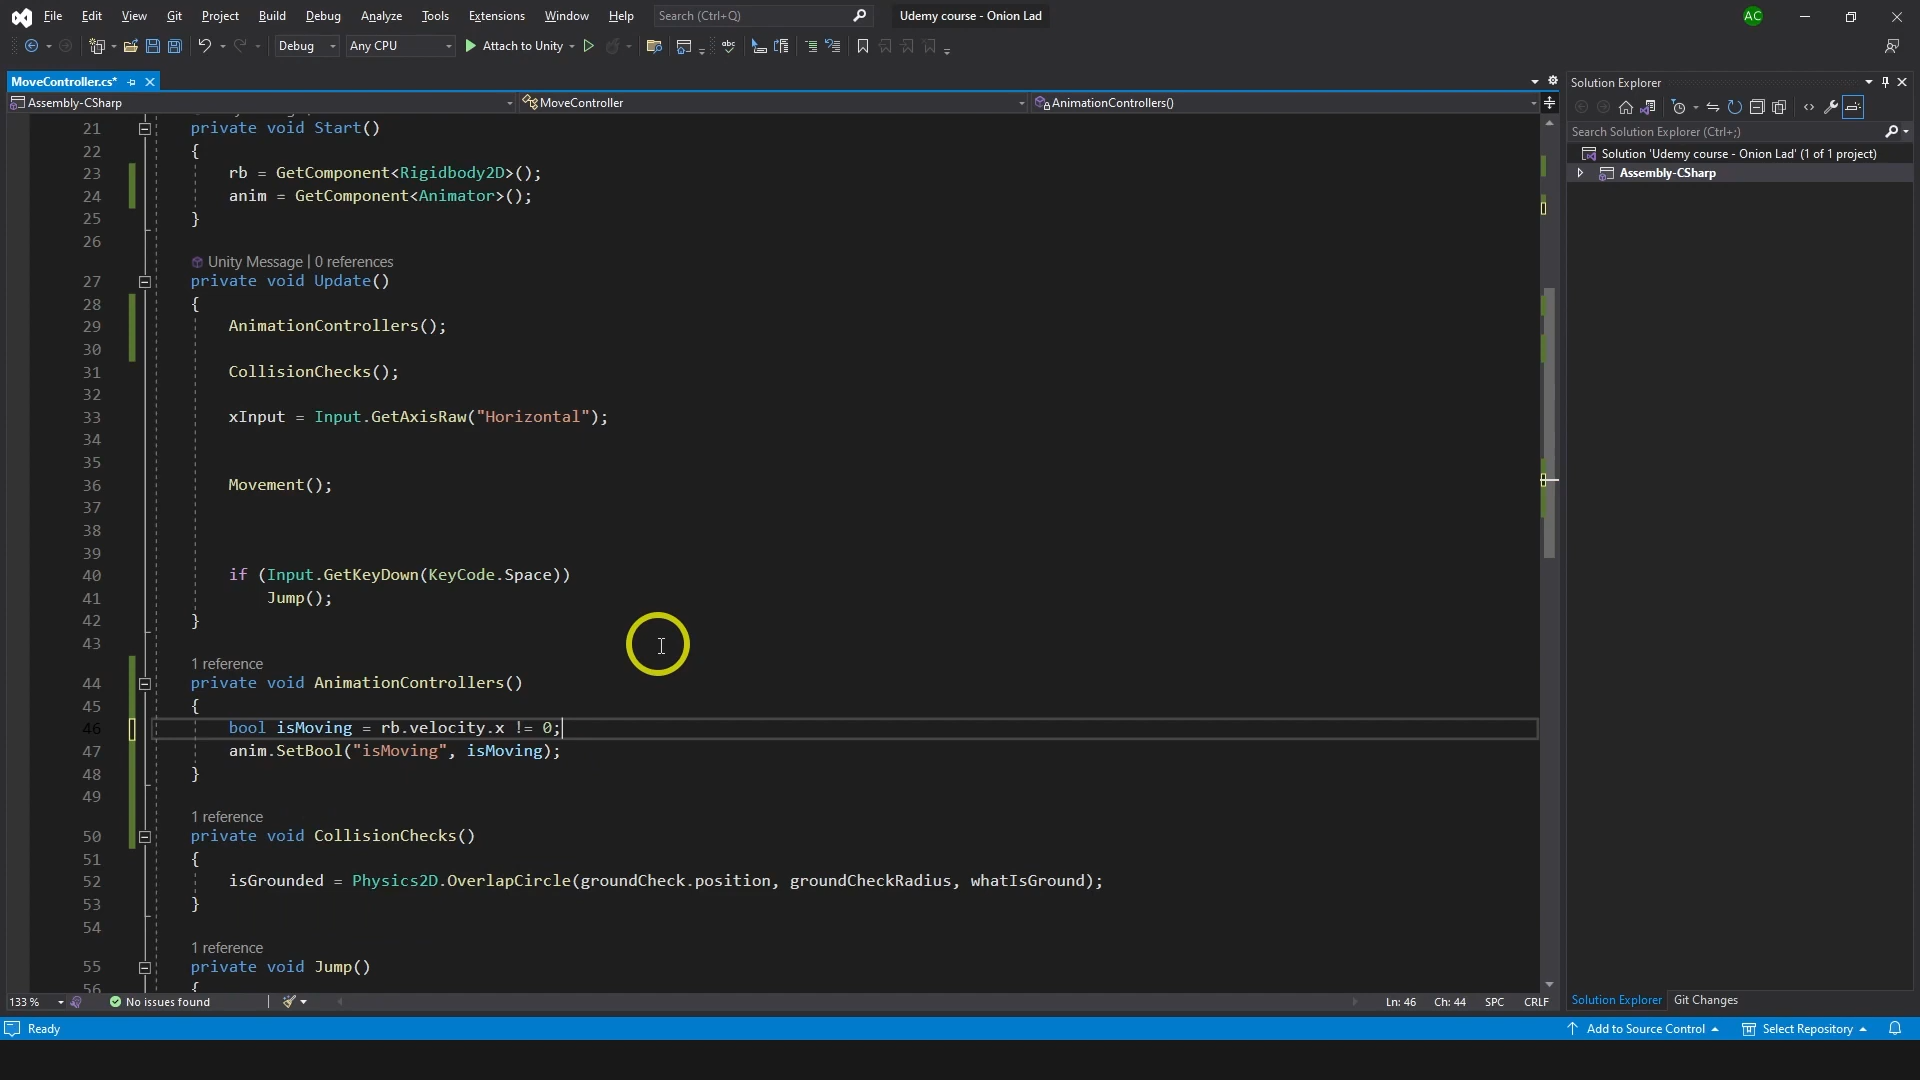 File Edit View Git Project Build Debug Analyze Tools Extensions Window Help Search (Ctrl+Q) Udemy course - Onion Lad AC
Debug Any CPU Attach to Unity
MoveController.cs*
Assembly-CSharp MoveController AnimationControllers()
21 private void Start()
22 {
23 rb = GetComponent<Rigidbody2D>();
24 anim = GetComponent<Animator>();
25 }
26
Unity Message | 0 references
27 private void Update()
28 {
29 AnimationControllers();
30
31 CollisionChecks();
32
33 xInput = Input.GetAxisRaw("Horizontal");
34
35
36 Movement();
37
38
39
40 if (Input.GetKeyDown(KeyCode.Space))
41 Jump();
42 }
43
1 reference
44 private void AnimationControllers()
45 {
46 bool isMoving = rb.velocity.x != 0;
47 anim.SetBool("isMoving", isMoving);
48 }
49
1 reference
50 private void CollisionChecks()
51 {
52 isGrounded = Physics2D.OverlapCircle(groundCheck.position, groundCheckRadius, whatIsGround);
53 }
54
1 reference
55 private void Jump()
56 {
133 % No issues found Ln: 46 Ch: 44 SPC CRLF
Solution Explorer
Search Solution Explorer (Ctrl+;)
Solution 'Udemy course - Onion Lad' (1 of 1 project)
Assembly-CSharp
Solution Explorer Git Changes
Ready Add to Source Control Select Repository